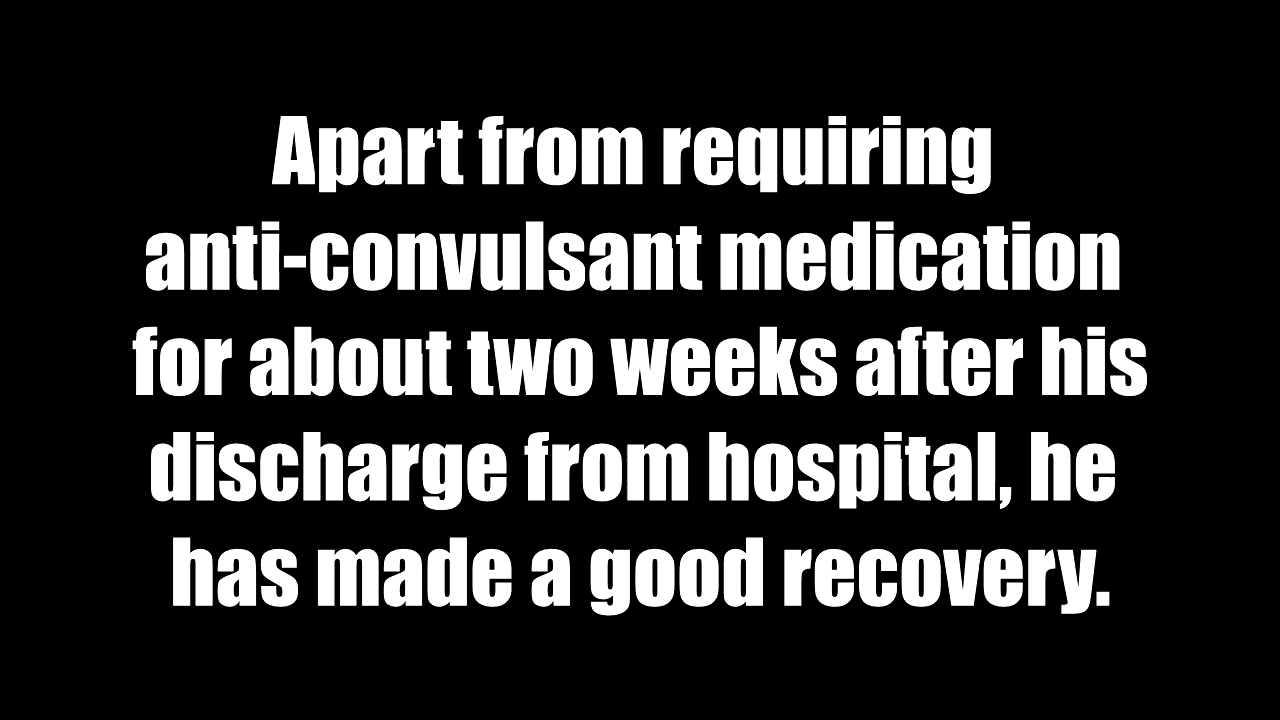 Apart from requiring
anti-convulsant medication
for about two weeks after his
discharge from hospital, he
has made a good recovery.